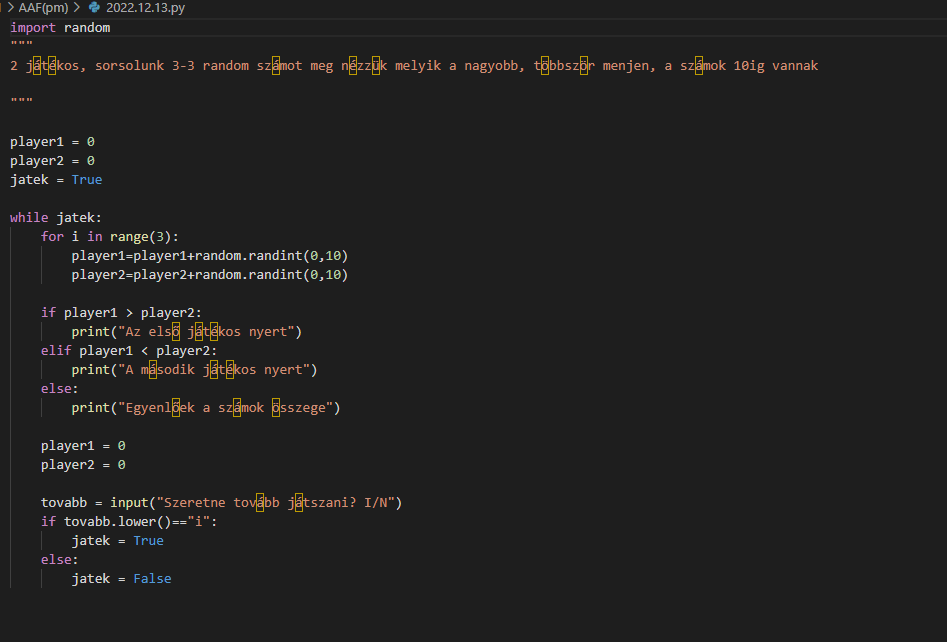 > AAF(pm) > 2022.12.13.py
import random
"""
2 játékos, sorsolunk 3-3 random számot meg nézzük melyik a nagyobb, többször menjen, a számok 10ig vannak
"""
player1 = 0
player2 = 0
jatek = True
while jatek:
    for i in range(3):
        player1=player1+random.randint(0,10)
        player2=player2+random.randint(0,10)
    if player1 > player2:
        print("Az első játékos nyert")
    elif player1 < player2:
        print("A második játékos nyert")
    else:
        print("Egyenlőek a számok összege")
    player1 = 0
    player2 = 0
    tovabb = input("Szeretne tovább játszani? I/N")
    if tovabb.lower()=="i":
        jatek = True
    else:
        jatek = False